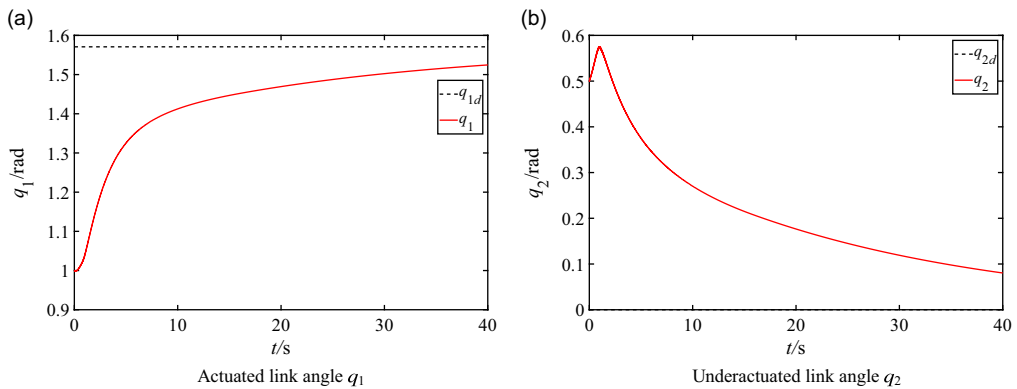 (a)
1.6
1.5
1.4
1.3
1.2
1.1
1
0.9
q1/rad
q1d
q1
0
10
20
30
40
t/s
Actuated link angle q1
(b)
0.6
0.5
0.4
0.3
0.2
0.1
0
q2/rad
q2d
q2
0
10
20
30
40
t/s
Underactuated link angle q2